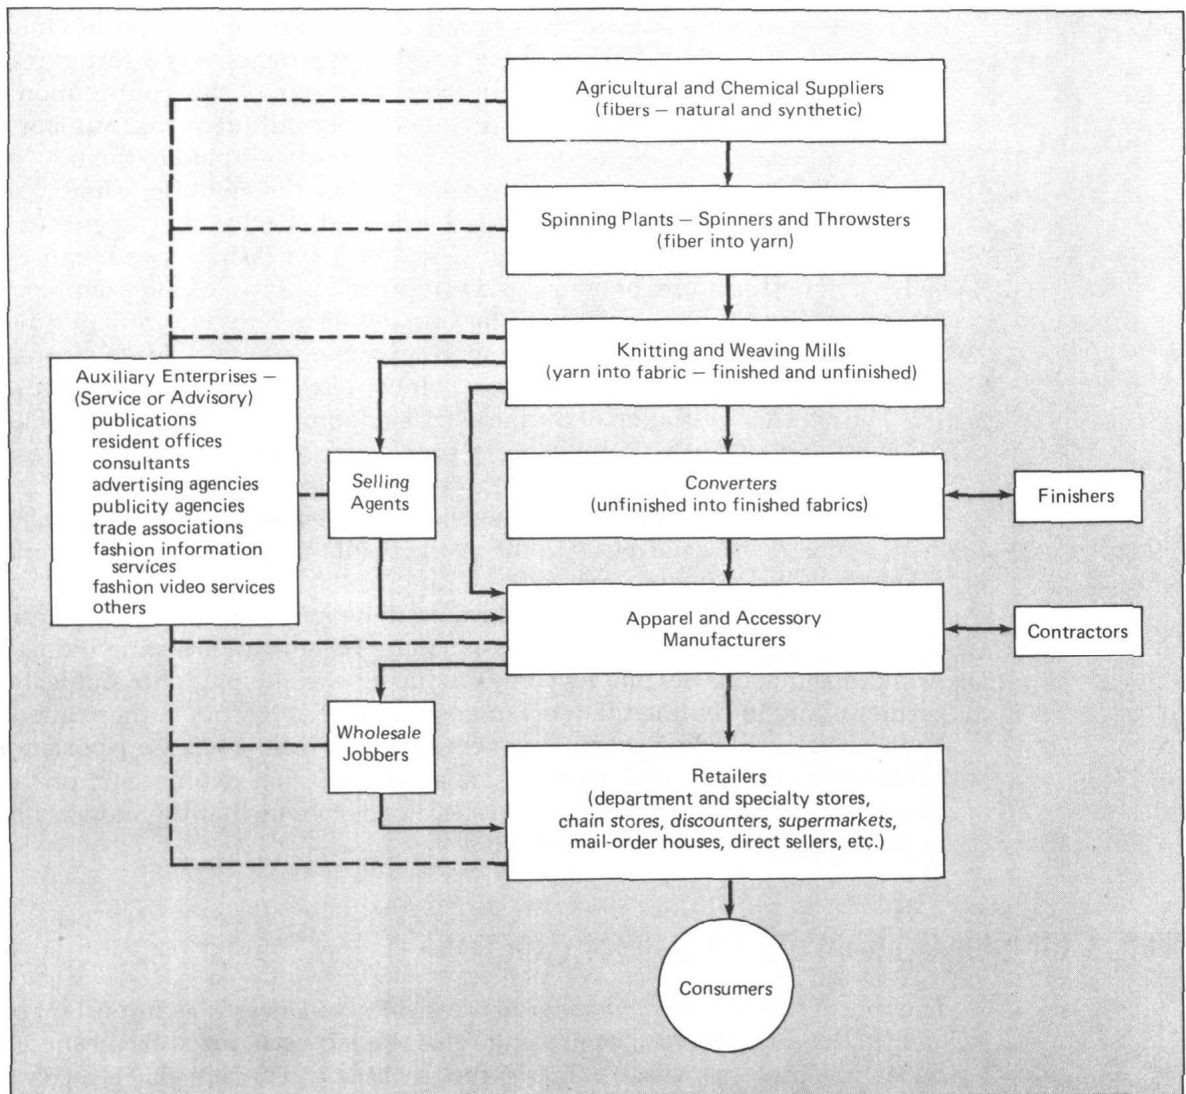 Agricultural and Chemical Suppliers
(fibers — natural and synthetic)
Spinning Plants — Spinners and Throwsters
(fiber into yarn)
Knitting and Weaving Mills
(yarn into fabric — finished and unfinished)
Auxiliary Enterprises —
(Service or Advisory)
publications
resident offices
consultants
advertising agencies
publicity agencies
trade associations
fashion information
services
fashion video services
others
Selling
Agents
Converters
(unfinished into finished fabrics)
Finishers
Apparel and Accessory
Manufacturers
Contractors
Wholesale
Jobbers
Retailers
(department and specialty stores,
chain stores, discounters, supermarkets,
mail-order houses, direct sellers, etc.)
Consumers